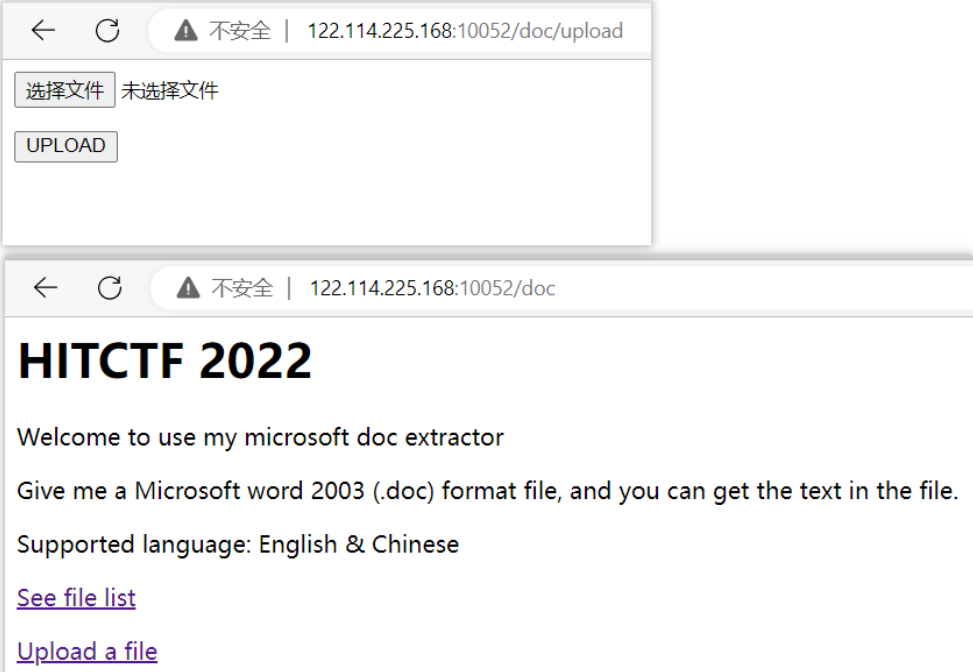 不安全 | 122.114.225.168:10052/doc/upload
选择文件 未选择文件
UPLOAD
不安全 | 122.114.225.168:10052/doc
HITCTF 2022
Welcome to use my microsoft doc extractor
Give me a Microsoft word 2003 (.doc) format file, and you can get the text in the file.
Supported language: English & Chinese
See file list
Upload a file